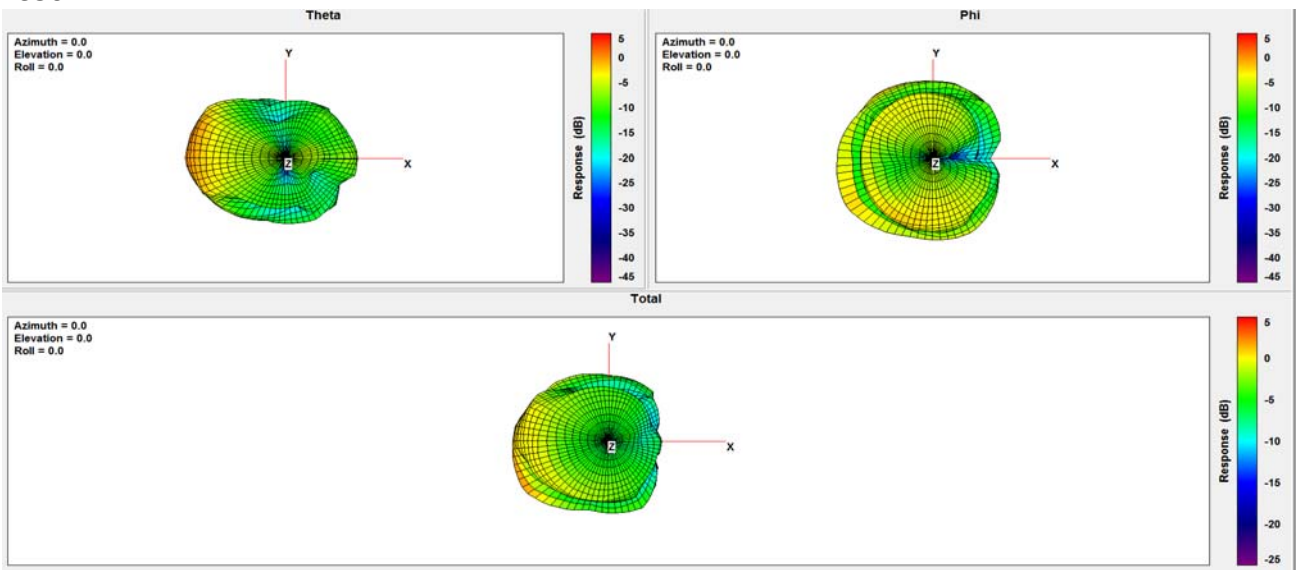 Theta
Azimuth = 0.0
Elevation = 0.0
Roll = 0.0
Y
Z
X
5
0
-5
-10
-15
-20
-25
-30
-35
-40
-45
Response (dB)
Phi
Azimuth = 0.0
Elevation = 0.0
Roll = 0.0
Y
Z
X
5
0
-5
-10
-15
-20
-25
-30
-35
-40
-45
Response (dB)
Total
Azimuth = 0.0
Elevation = 0.0
Roll = 0.0
Y
Z
X
5
0
-5
-10
-15
-20
-25
Response (dB)